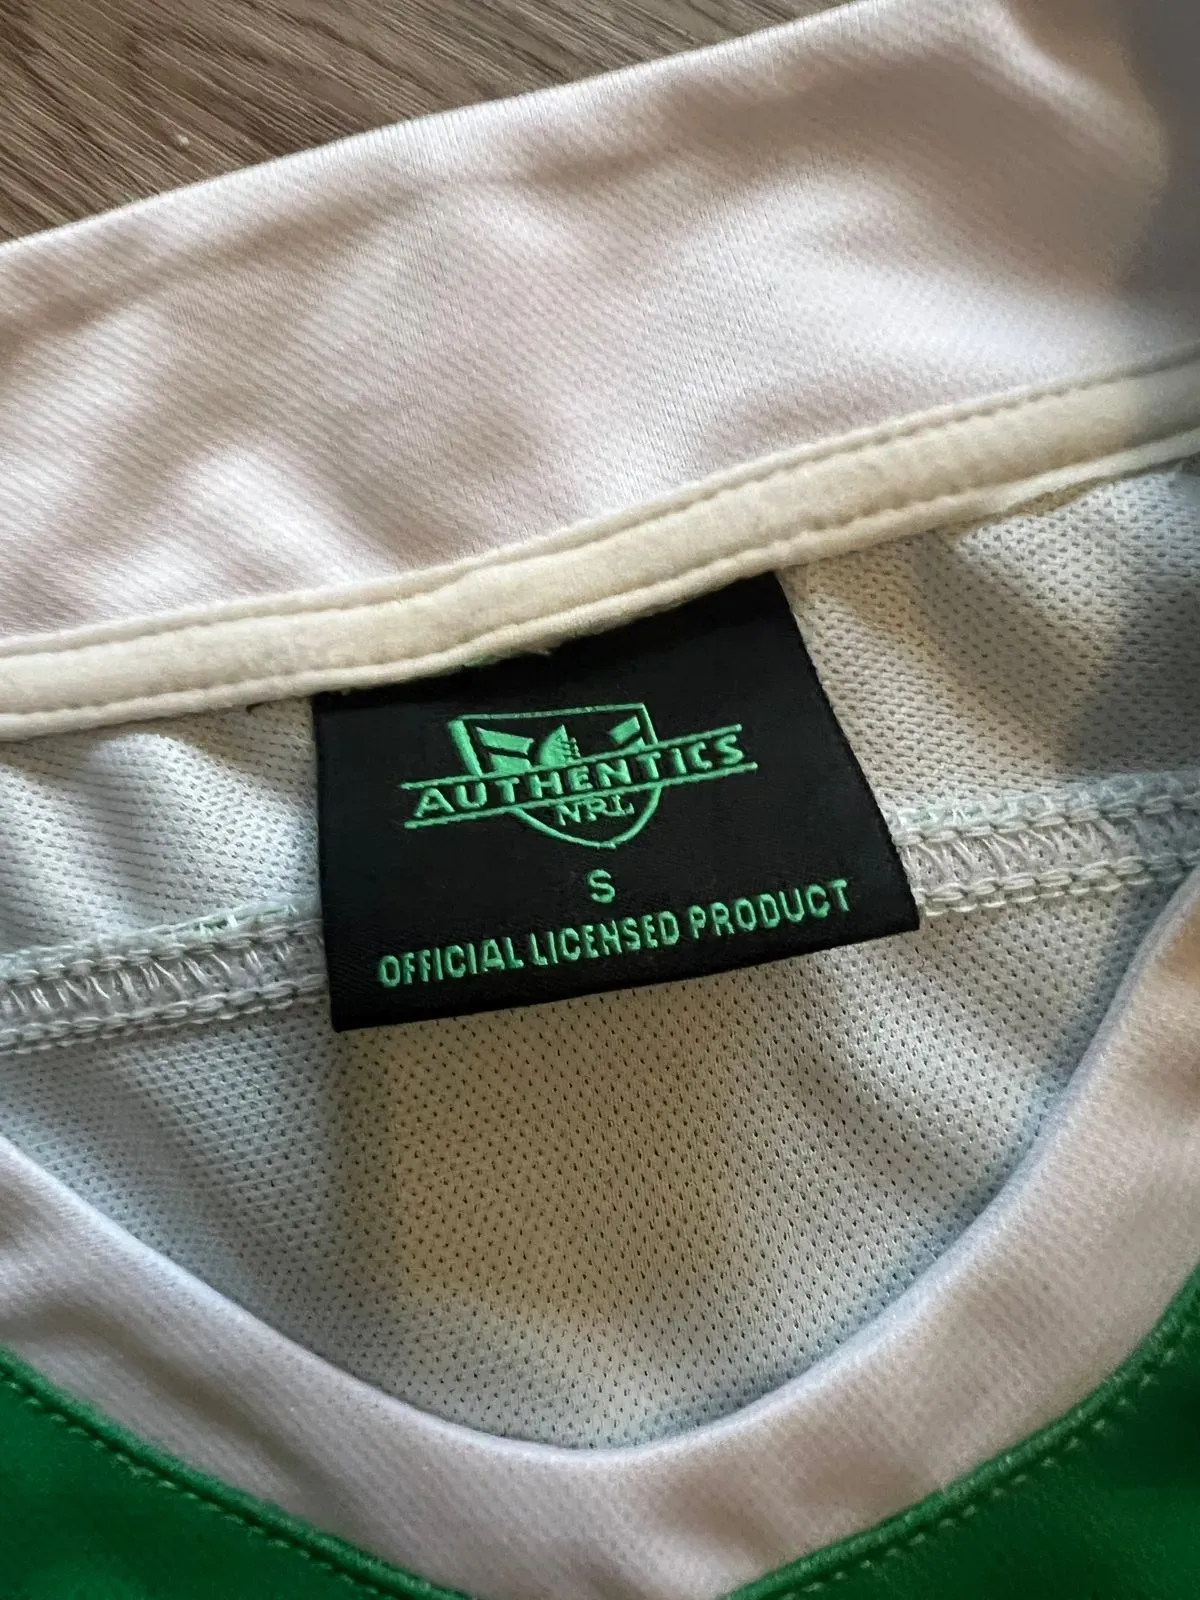 AUTHENTICS
NRL
S
OFFICIAL LICENSED PRODUCT